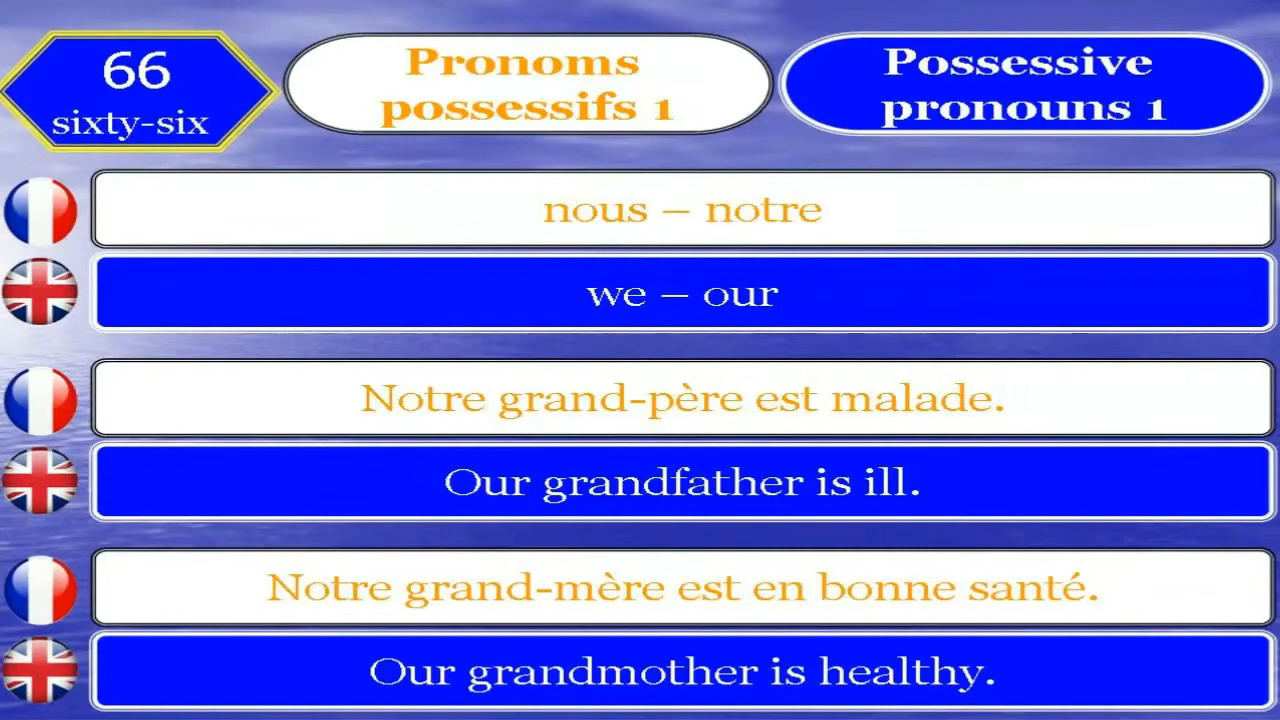 66
sixty-six
Pronoms
possessifs 1
Possessive
pronouns 1
nous – notre
we – our
Notre grand-père est malade.
Our grandfather is ill.
Notre grand-mère est en bonne santé.
Our grandmother is healthy.